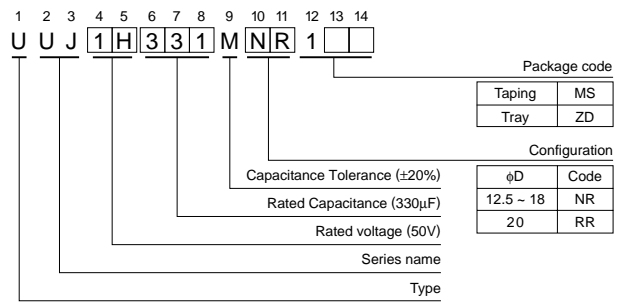 1 2 3 4 5 6 7 8 9 10 11 12 13 14
U U J 1 H 3 3 1 M N R 1
Package code
Taping MS
Tray ZD
Configuration
ϕD Code
12.5 ~ 18 NR
20 RR
Capacitance Tolerance (±20%)
Rated Capacitance (330μF)
Rated voltage (50V)
Series name
Type